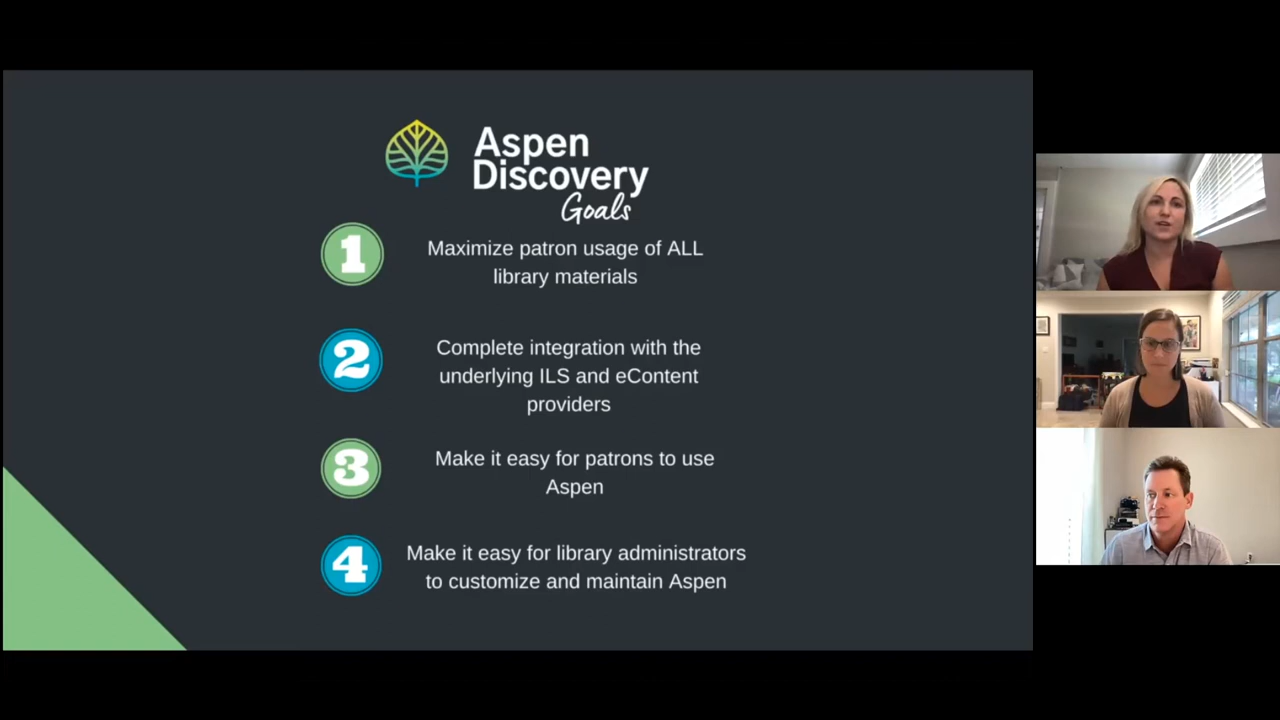 Aspen
Discovery
Goals
1
Maximize patron usage of ALL
library materials
2
Complete integration with the
underlying ILS and eContent
providers
3
Make it easy for patrons to use
Aspen
4
Make it easy for library administrators
to customize and maintain Aspen